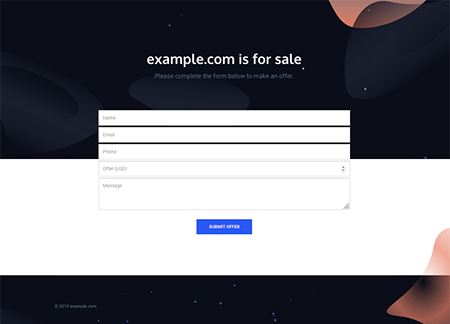 example.com is for sale
Please complete the form below to make an offer.
Name
Email
Phone
Offer (USD)
Message
SUBMIT OFFER
© 2019 example.com